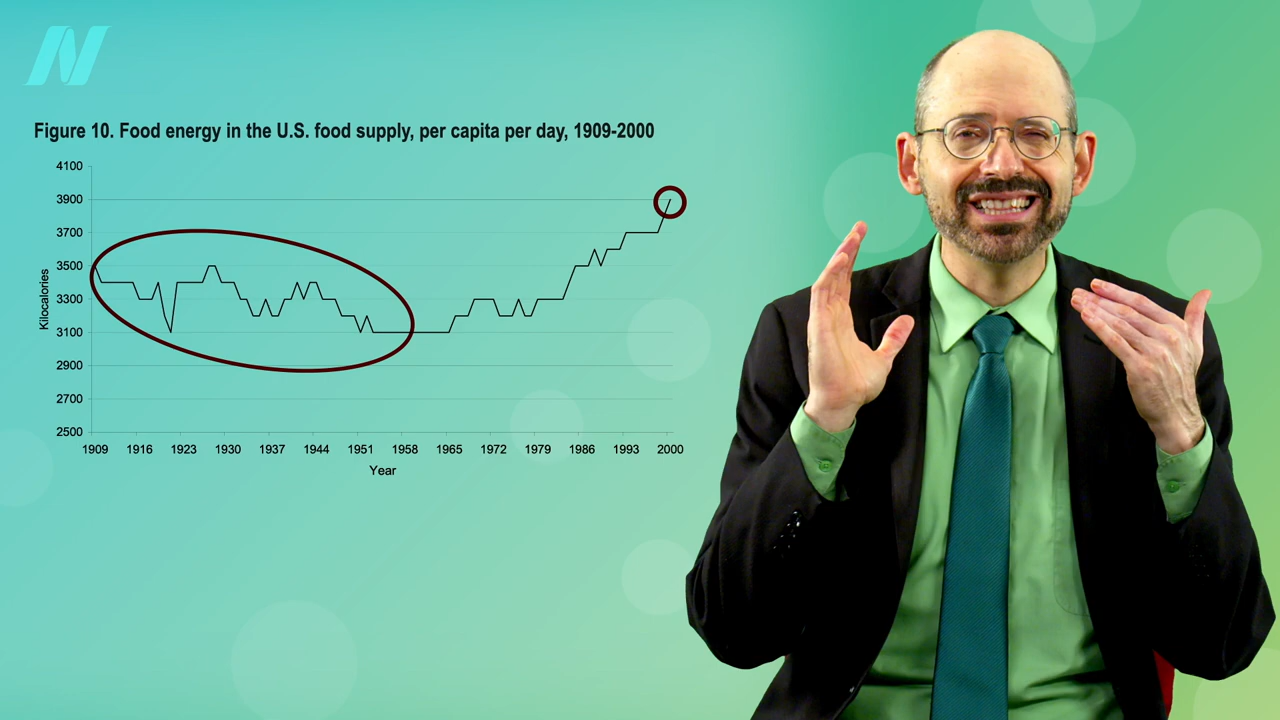 N
Figure 10. Food energy in the U.S. food supply, per capita per day, 1909-2000
4100
3900
3700
3500
3300
3100
2900
2700
2500
Kilocalories
1909 1916 1923 1930 1937 1944 1951 1958 1965 1972 1979 1986 1993 2000
Year